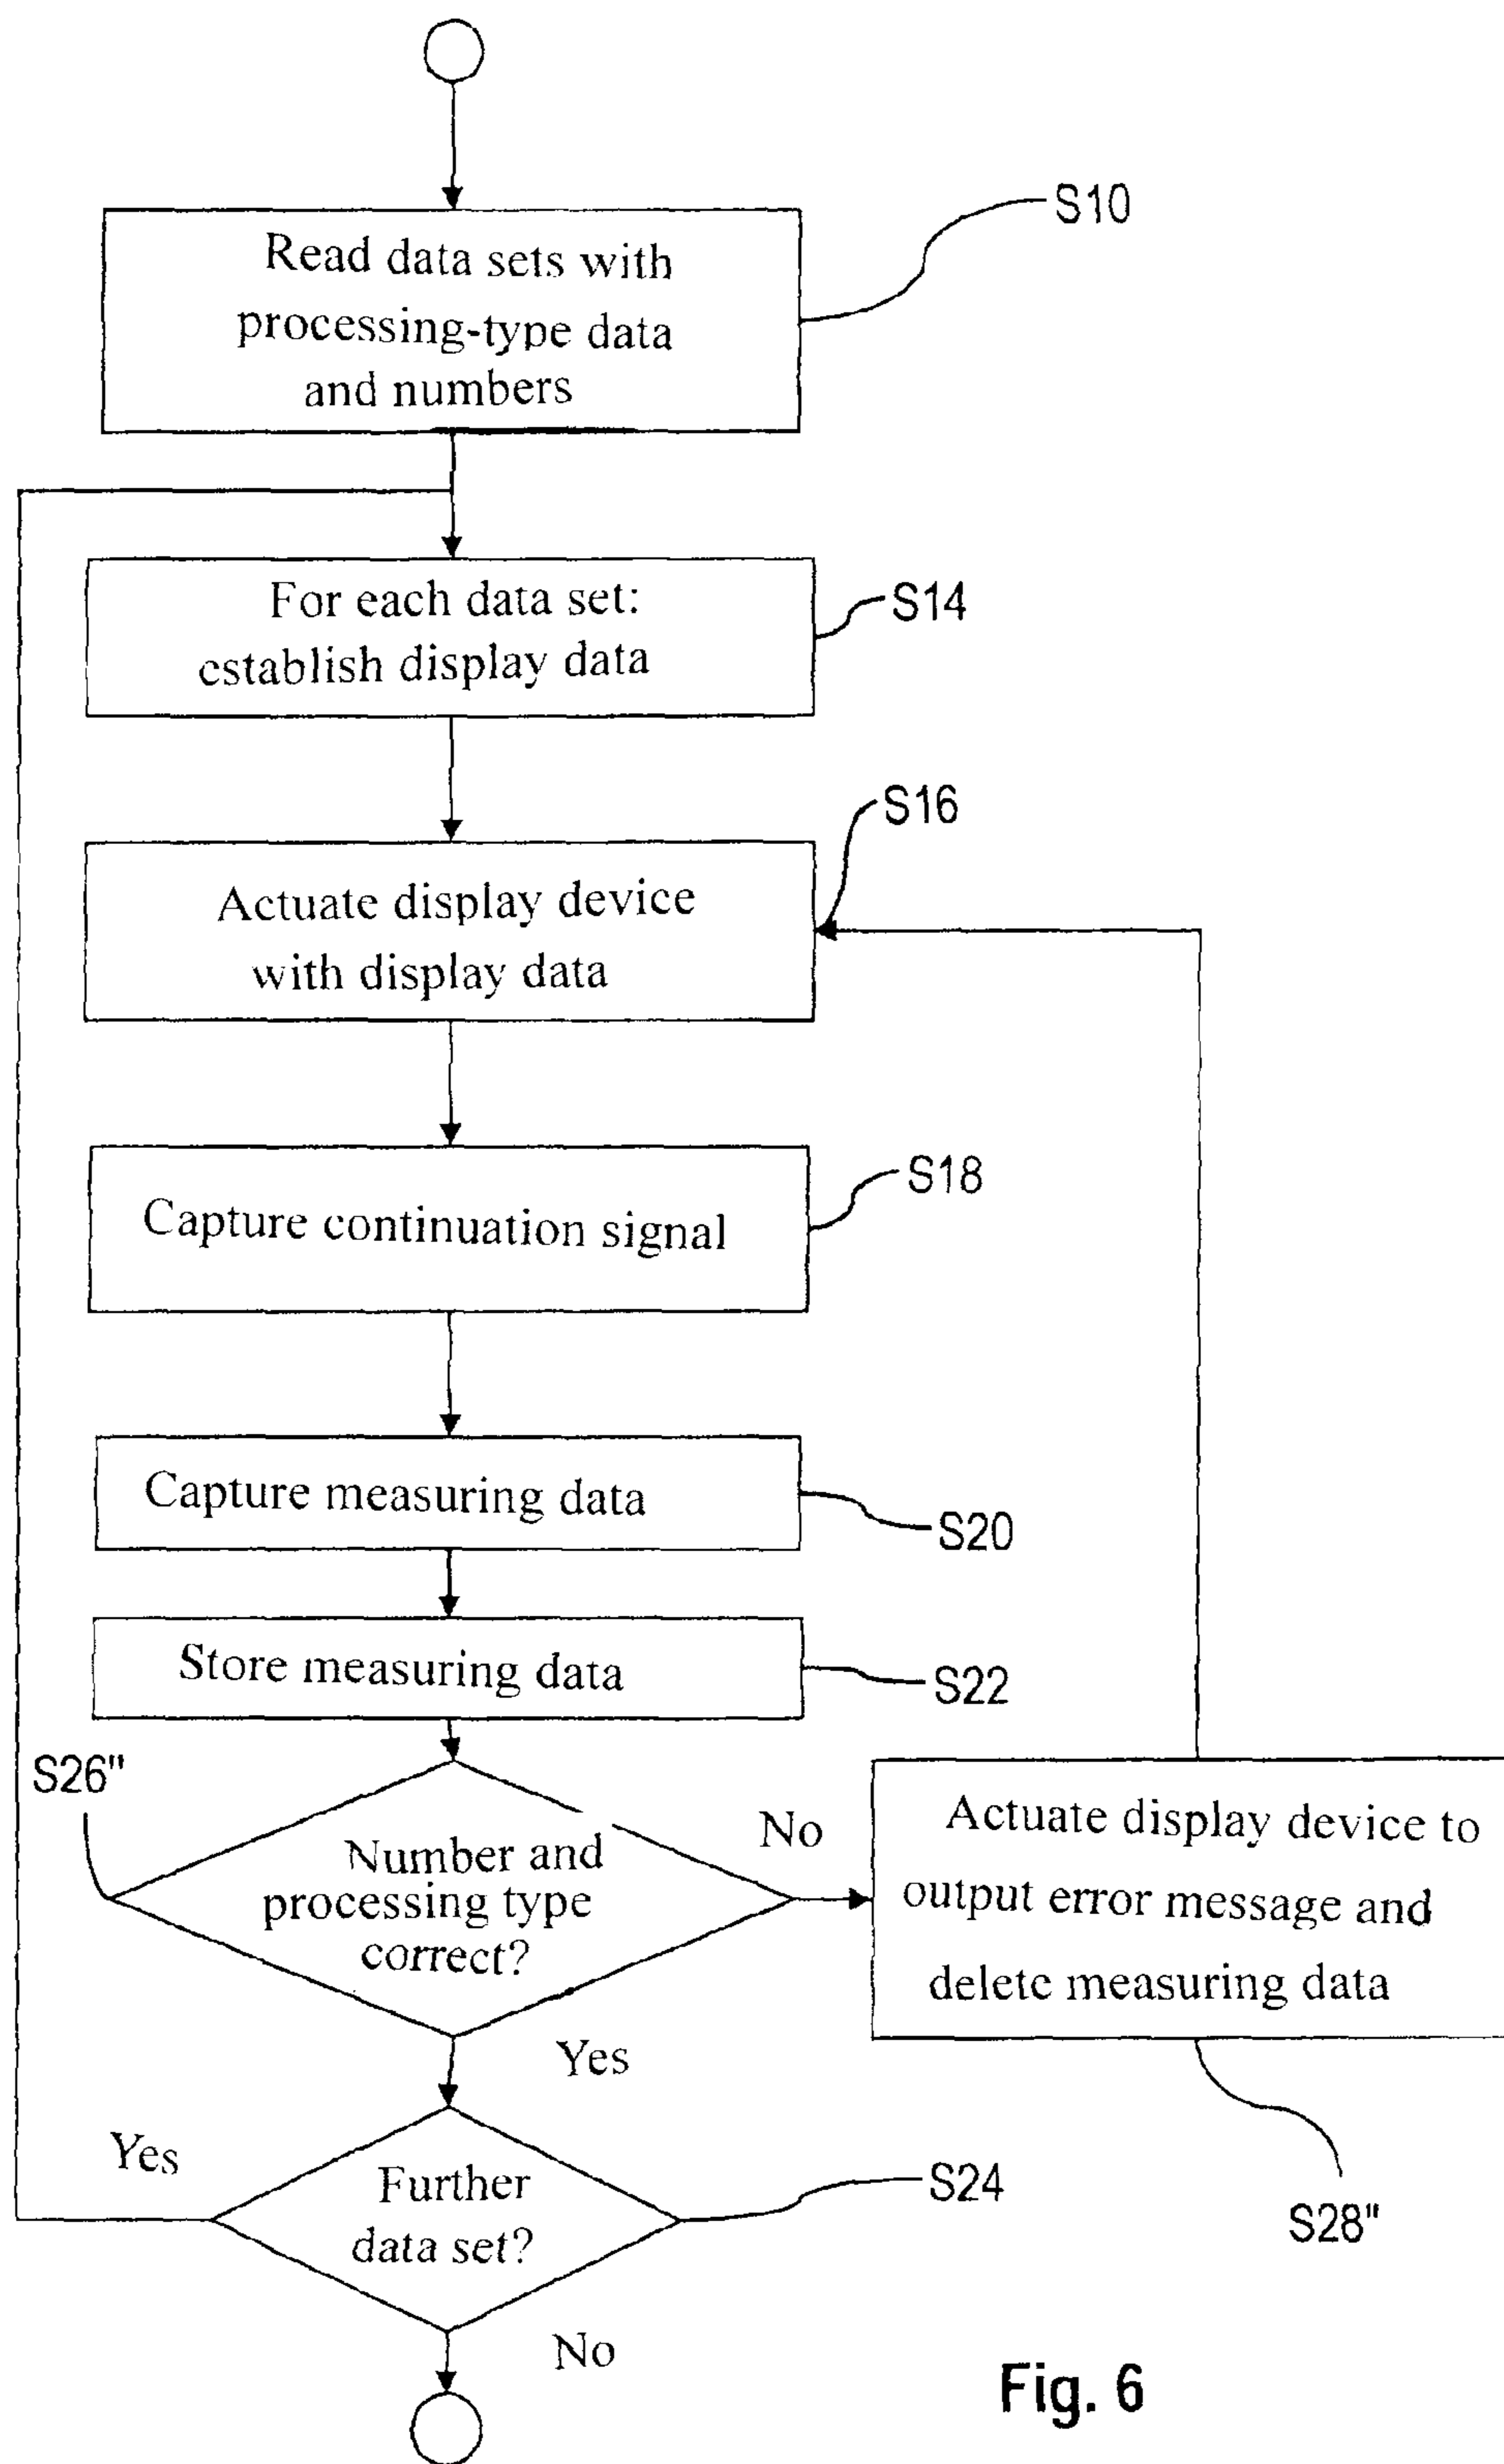 Read data sets with
processing-type data
and numbers
S10
For each data set:
establish display data
S14
S16
Actuate display device
with display data
Capture continuation signal
S18
Capture measuring data
S20
Store measuring data
S22
S26"
Number and
processing type
correct?
No
Actuate display device to
output error message and
delete measuring data
Yes
S28"
Yes
Further
data set?
S24
No
Fig. 6